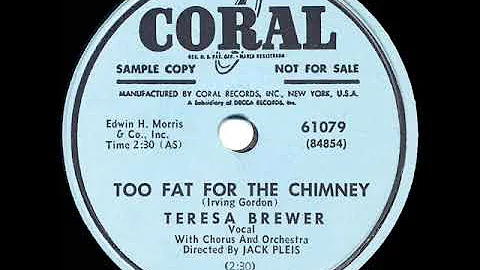 CORAL
REG. U. S. PAT. OFF. - MARCA REGISTRADA
SAMPLE COPY NOT FOR SALE
MANUFACTURED BY CORAL RECORDS, INC., NEW YORK, U.S.A.
A Subsidiary of DECCA RECORDS, Inc.
Edwin H. Morris
& Co., Inc.
Time 2:30 (AS)
61079
(84854)
TOO FAT FOR THE CHIMNEY
(Irving Gordon)
TERESA BREWER
Vocal
With Chorus And Orchestra
Directed By JACK PLEIS
(2:30)